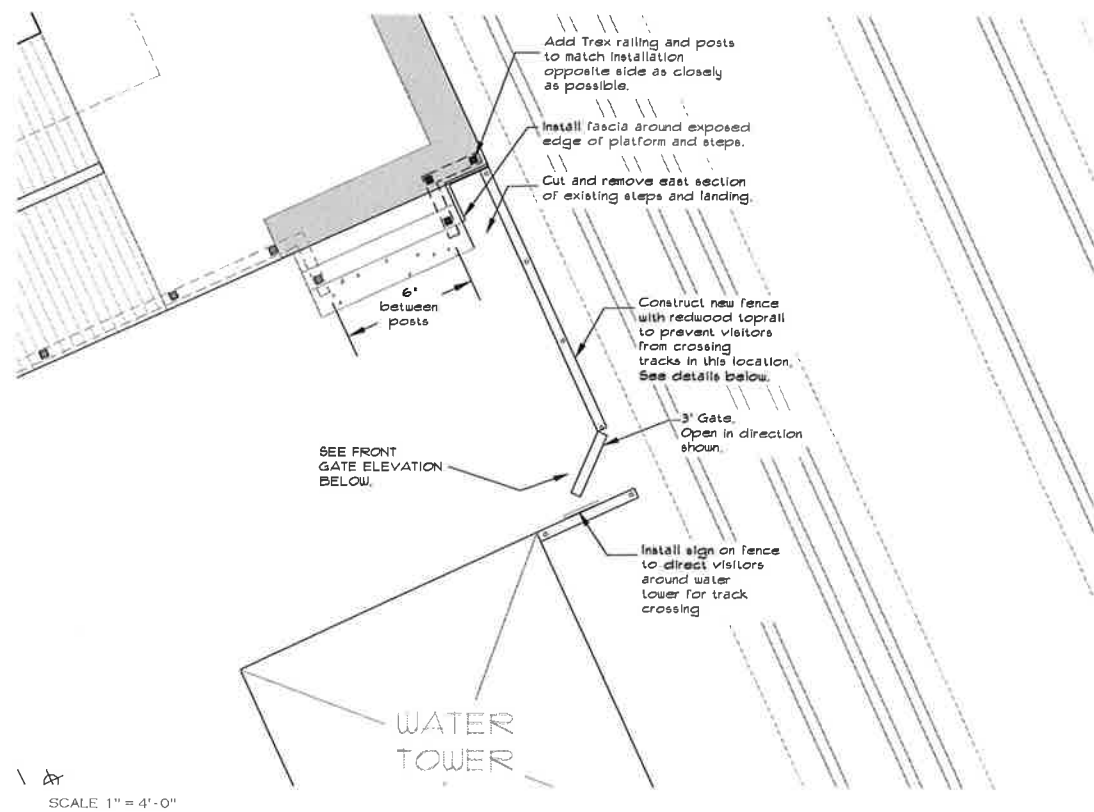 Add Trex railing and posts
to match installation
opposite side as closely
as possible.
Install fascia around exposed
edge of platform and steps.
Cut and remove east section
of existing steps and landing.
6'
between
posts
Construct new fence
with redwood toprail
to prevent visitors
from crossing
tracks in this location.
See details below.
3' Gate.
Open in direction
shown.
SEE FRONT
GATE ELEVATION
BELOW.
Install sign on fence
to direct visitors
around water
tower for track
crossing
WATER
TOWER
SCALE 1" = 4'-0"